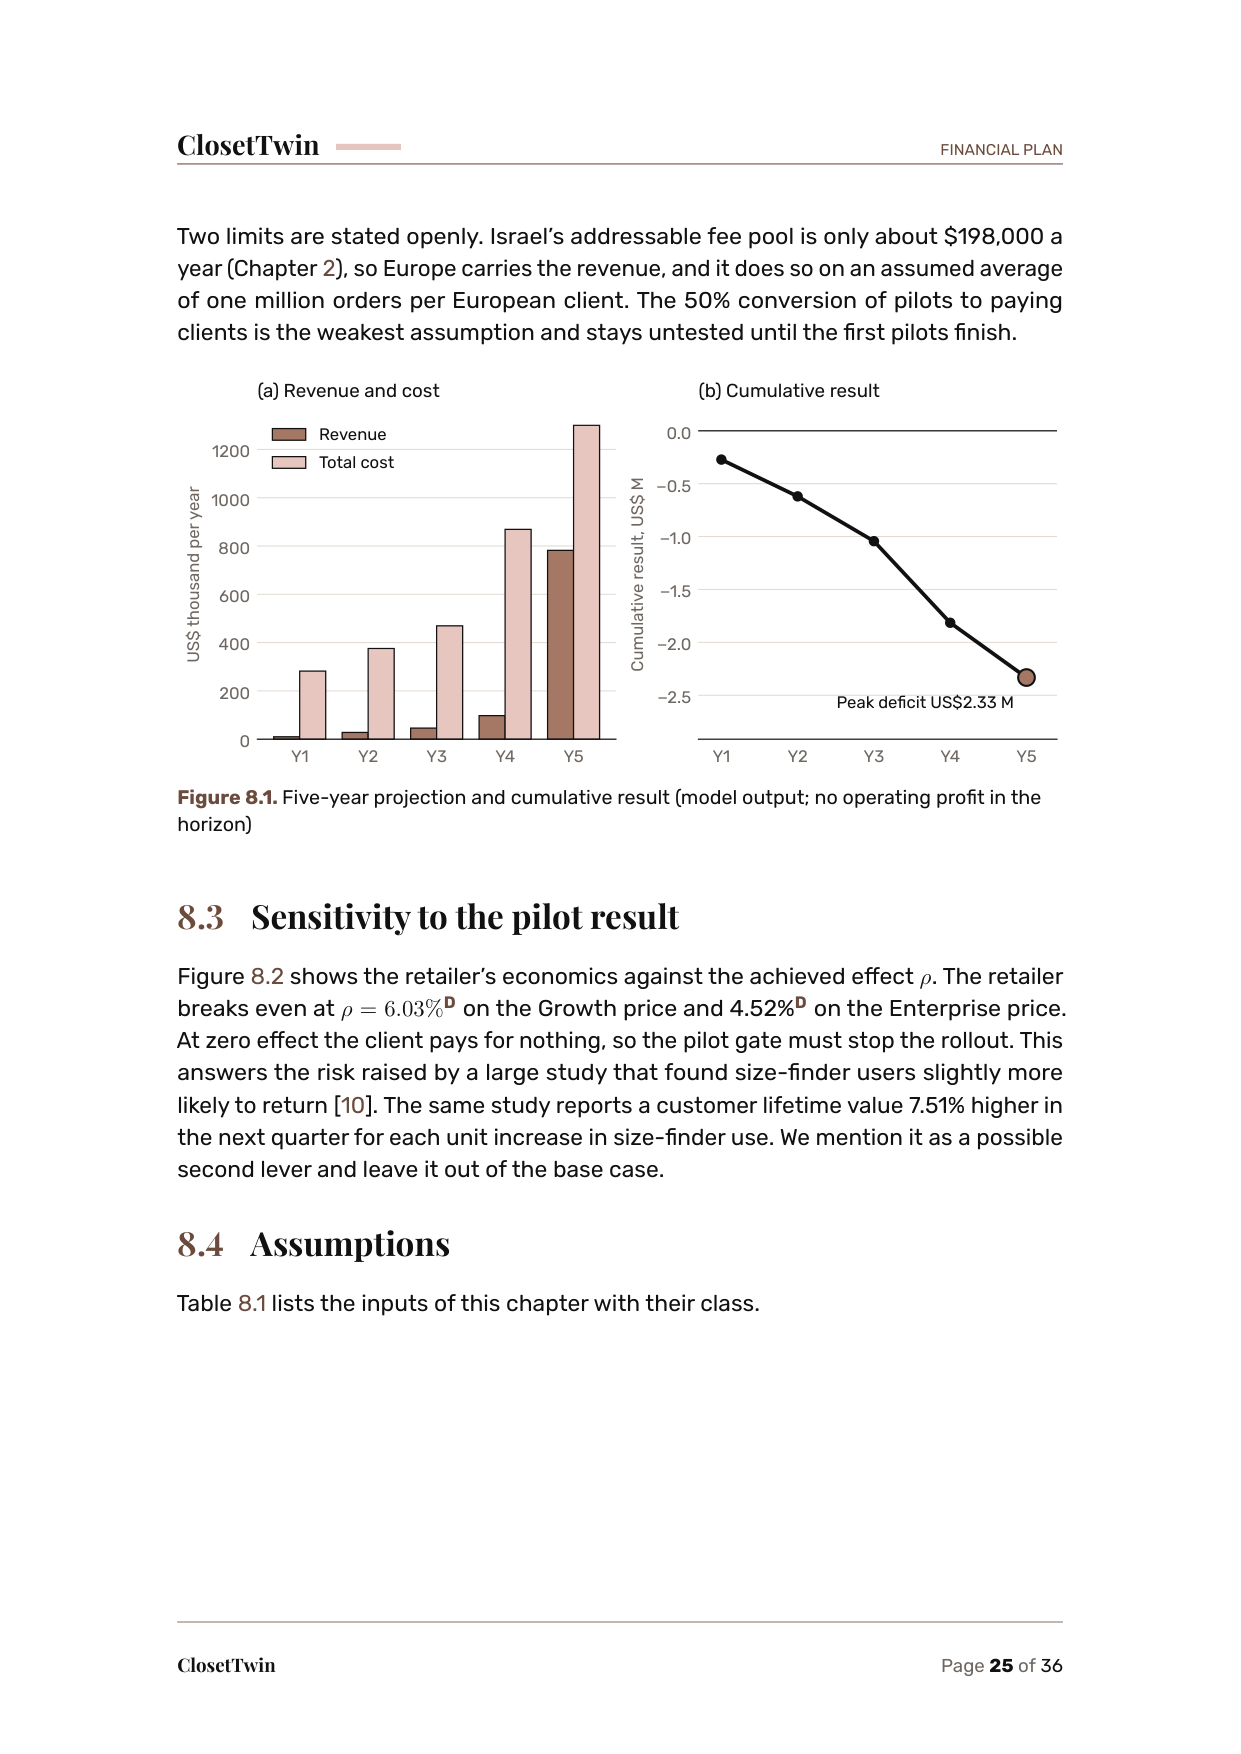 ClosetTwin
FINANCIAL PLAN
Two limits are stated openly. Israel’s addressable fee pool is only about $198,000 a
year (Chapter 2), so Europe carries the revenue, and it does so on an assumed average
of one million orders per European client. The 50% conversion of pilots to paying
clients is the weakest assumption and stays untested until the first pilots finish.
(a) Revenue and cost
Revenue
Total cost
US$ thousand per year
1200
1000
800
600
400
200
0
Y1 Y2 Y3 Y4 Y5
(b) Cumulative result
Cumulative result, US$ M
0.0
−0.5
−1.0
−1.5
−2.0
−2.5
Peak deficit US$2.33 M
Y1 Y2 Y3 Y4 Y5
Figure 8.1. Five-year projection and cumulative result (model output; no operating profit in the
horizon)
8.3 Sensitivity to the pilot result
Figure 8.2 shows the retailer’s economics against the achieved effect ρ. The retailer
breaks even at ρ = 6.03%D on the Growth price and 4.52%D on the Enterprise price.
At zero effect the client pays for nothing, so the pilot gate must stop the rollout. This
answers the risk raised by a large study that found size-finder users slightly more
likely to return [10]. The same study reports a customer lifetime value 7.51% higher in
the next quarter for each unit increase in size-finder use. We mention it as a possible
second lever and leave it out of the base case.
8.4 Assumptions
Table 8.1 lists the inputs of this chapter with their class.
ClosetTwin
Page 25 of 36